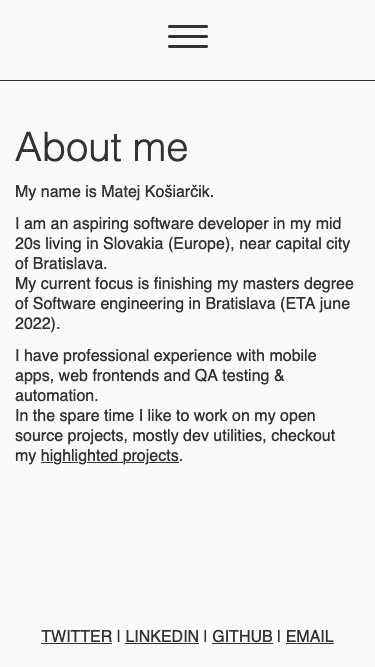 About me
My name is Matej Košiarčik.
I am an aspiring software developer in my mid
20s living in Slovakia (Europe), near capital city
of Bratislava.
My current focus is finishing my masters degree
of Software engineering in Bratislava (ETA june
2022).
I have professional experience with mobile
apps, web frontends and QA testing &
automation.
In the spare time I like to work on my open
source projects, mostly dev utilities, checkout
my highlighted projects.
TWITTER | LINKEDIN | GITHUB | EMAIL